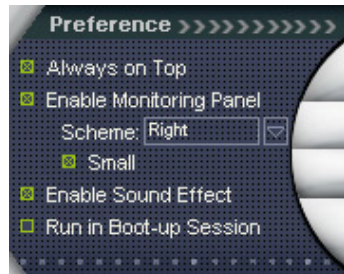 Preference >>>>>>>>>>>
Always on Top
Enable Monitoring Panel
Scheme: Right
Small
Enable Sound Effect
Run in Boot-up Session